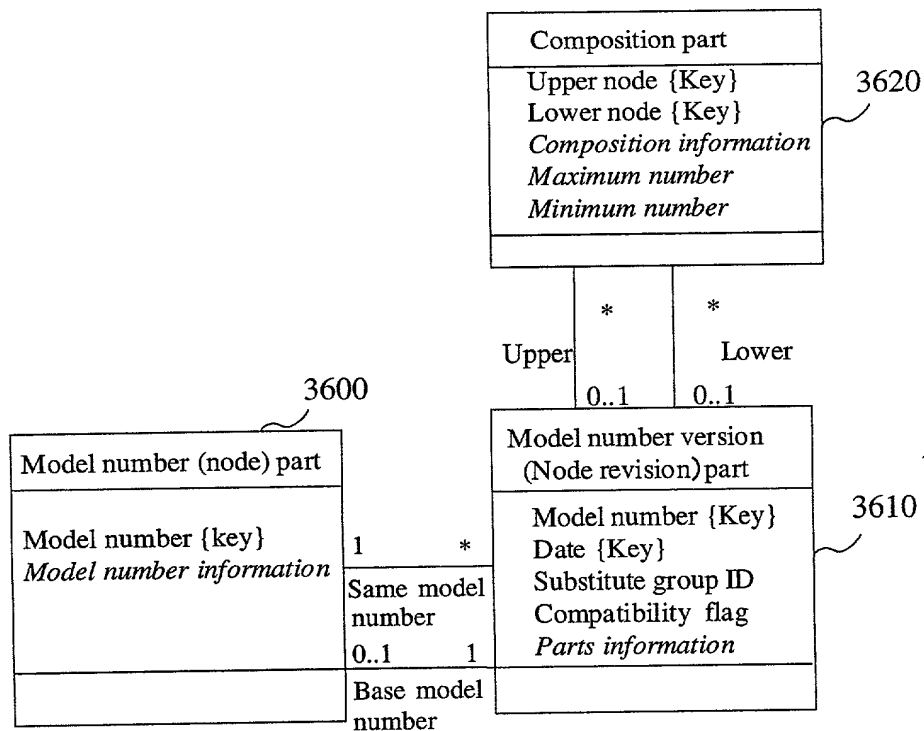 Composition part
Upper node {Key}
Lower node {Key}
Composition information
Maximum number
Minimum number
3620
*
*
Upper
Lower
0..1
0..1
3600
Model number (node) part
Model number {key}
Model number information
1
*
Same model
number
0..1
1
Base model
number
Model number version
(Node revision) part
Model number {Key}
Date {Key}
Substitute group ID
Compatibility flag
Parts information
3610